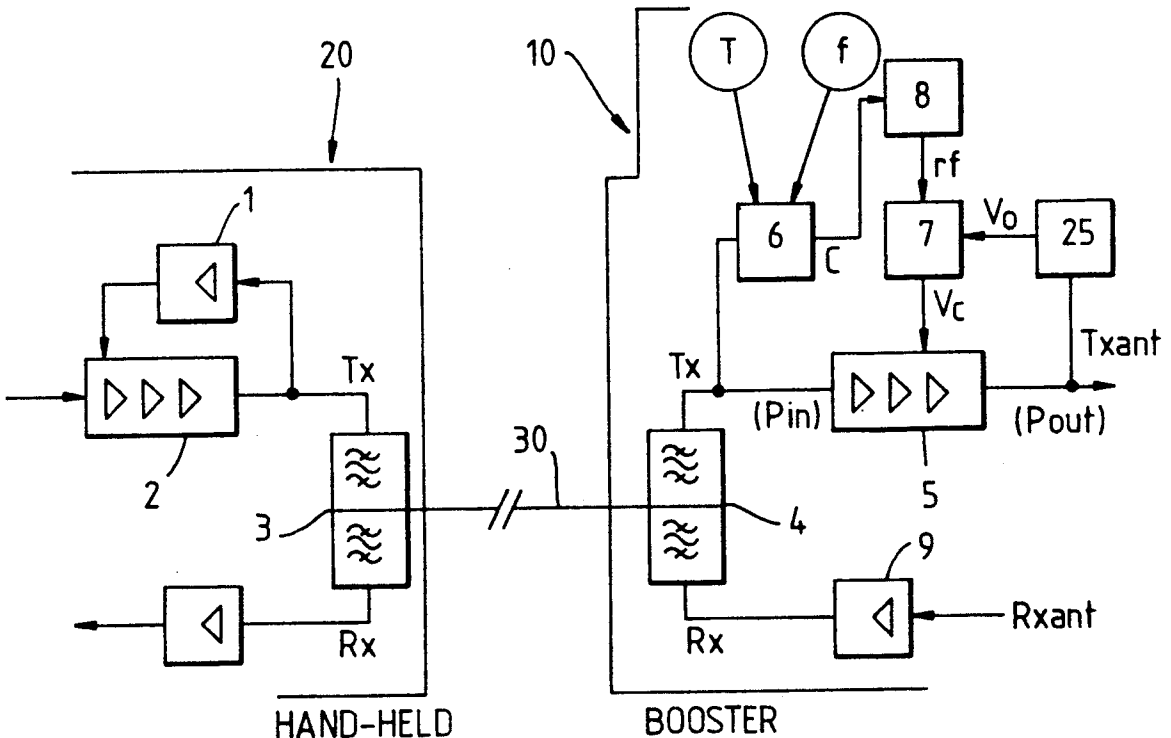 20
10
T
f
8
rf
1
6
C
7
Vo
25
Vc
Txant
Tx
Tx
(Pin)
(Pout)
2
3
30
4
5
9
Rx
Rx
Rxant
HAND-HELD
BOOSTER